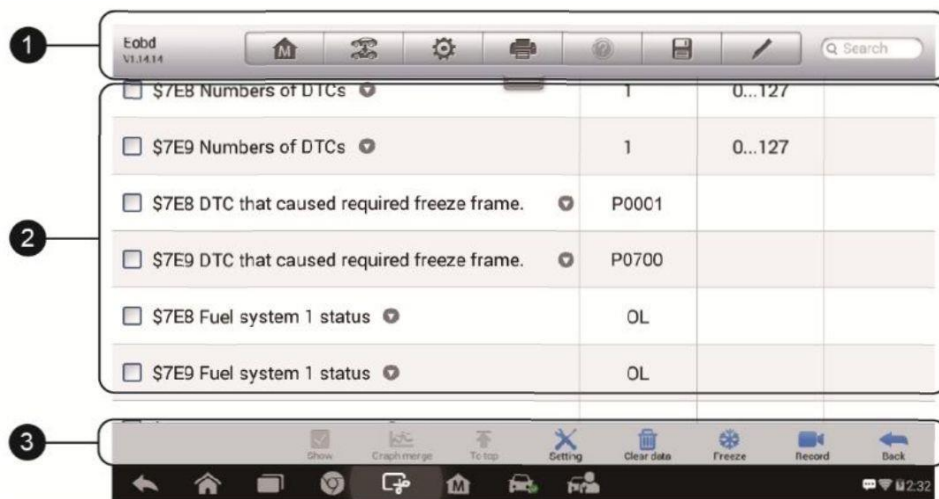 1
Eobd
V1.14.14
M
Search
$7E8 Numbers of DTCs 1 0...127
$7E9 Numbers of DTCs 1 0...127
2
$7E8 DTC that caused required freeze frame. P0001
$7E9 DTC that caused required freeze frame. P0700
$7E8 Fuel system 1 status OL
$7E9 Fuel system 1 status OL
3
Show Graph merge To top Setting Clear data Freeze Record Back
M 2:32